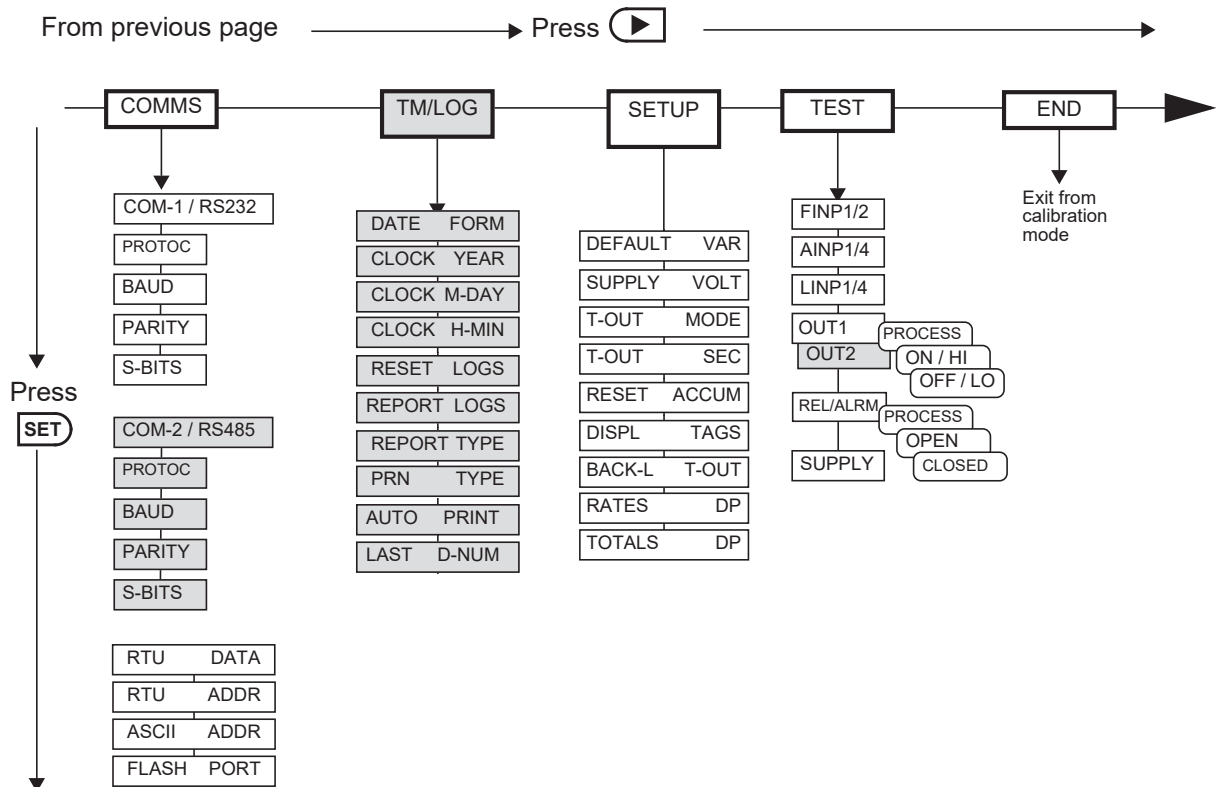 From previous page
Press
COMMS
TM/LOG
SETUP
TEST
END
Press
SET
COM-1 / RS232
PROTOC
BAUD
PARITY
S-BITS
COM-2 / RS485
PROTOC
BAUD
PARITY
S-BITS
RTU DATA
RTU ADDR
ASCII ADDR
FLASH PORT
DATE FORM
CLOCK YEAR
CLOCK M-DAY
CLOCK H-MIN
RESET LOGS
REPORT LOGS
REPORT TYPE
PRN TYPE
AUTO PRINT
LAST D-NUM
DEFAULT VAR
SUPPLY VOLT
T-OUT MODE
T-OUT SEC
RESET ACCUM
DISPL TAGS
BACK-L T-OUT
RATES DP
TOTALS DP
FINP1/2
AINP1/4
LINP1/4
OUT1
OUT2
PROCESS
ON / HI
OFF / LO
REL/ALRM
PROCESS
OPEN
CLOSED
SUPPLY
Exit from
calibration
mode